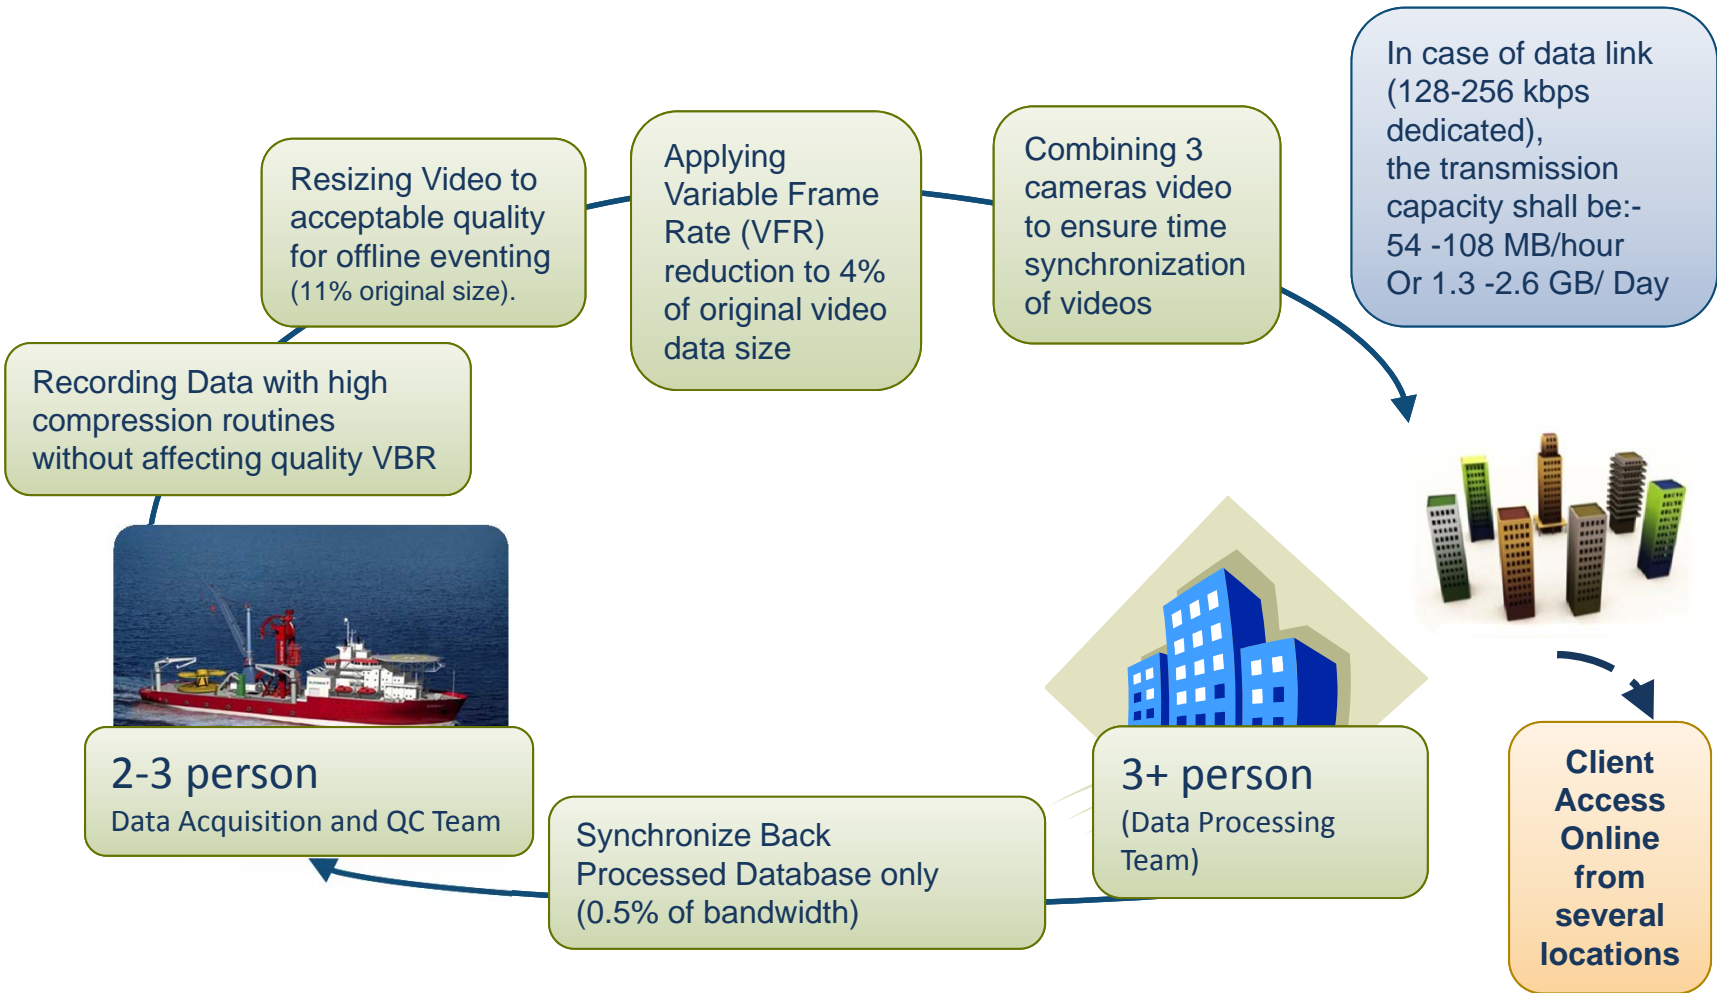 In case of data link
(128-256 kbps
dedicated),
the transmission
capacity shall be:-
54 -108 MB/hour
Or 1.3 -2.6 GB/ Day
Combining 3
cameras video
to ensure time
synchronization
of videos
Applying
Variable Frame
Rate (VFR)
reduction to 4%
of original video
data size
Resizing Video to
acceptable quality
for offline eventing
(11% original size).
Recording Data with high
compression routines
without affecting quality VBR
2-3 person
Data Acquisition and QC Team
3+ person
(Data Processing
Team)
Synchronize Back
Processed Database only
(0.5% of bandwidth)
Client
Access
Online
from
several
locations